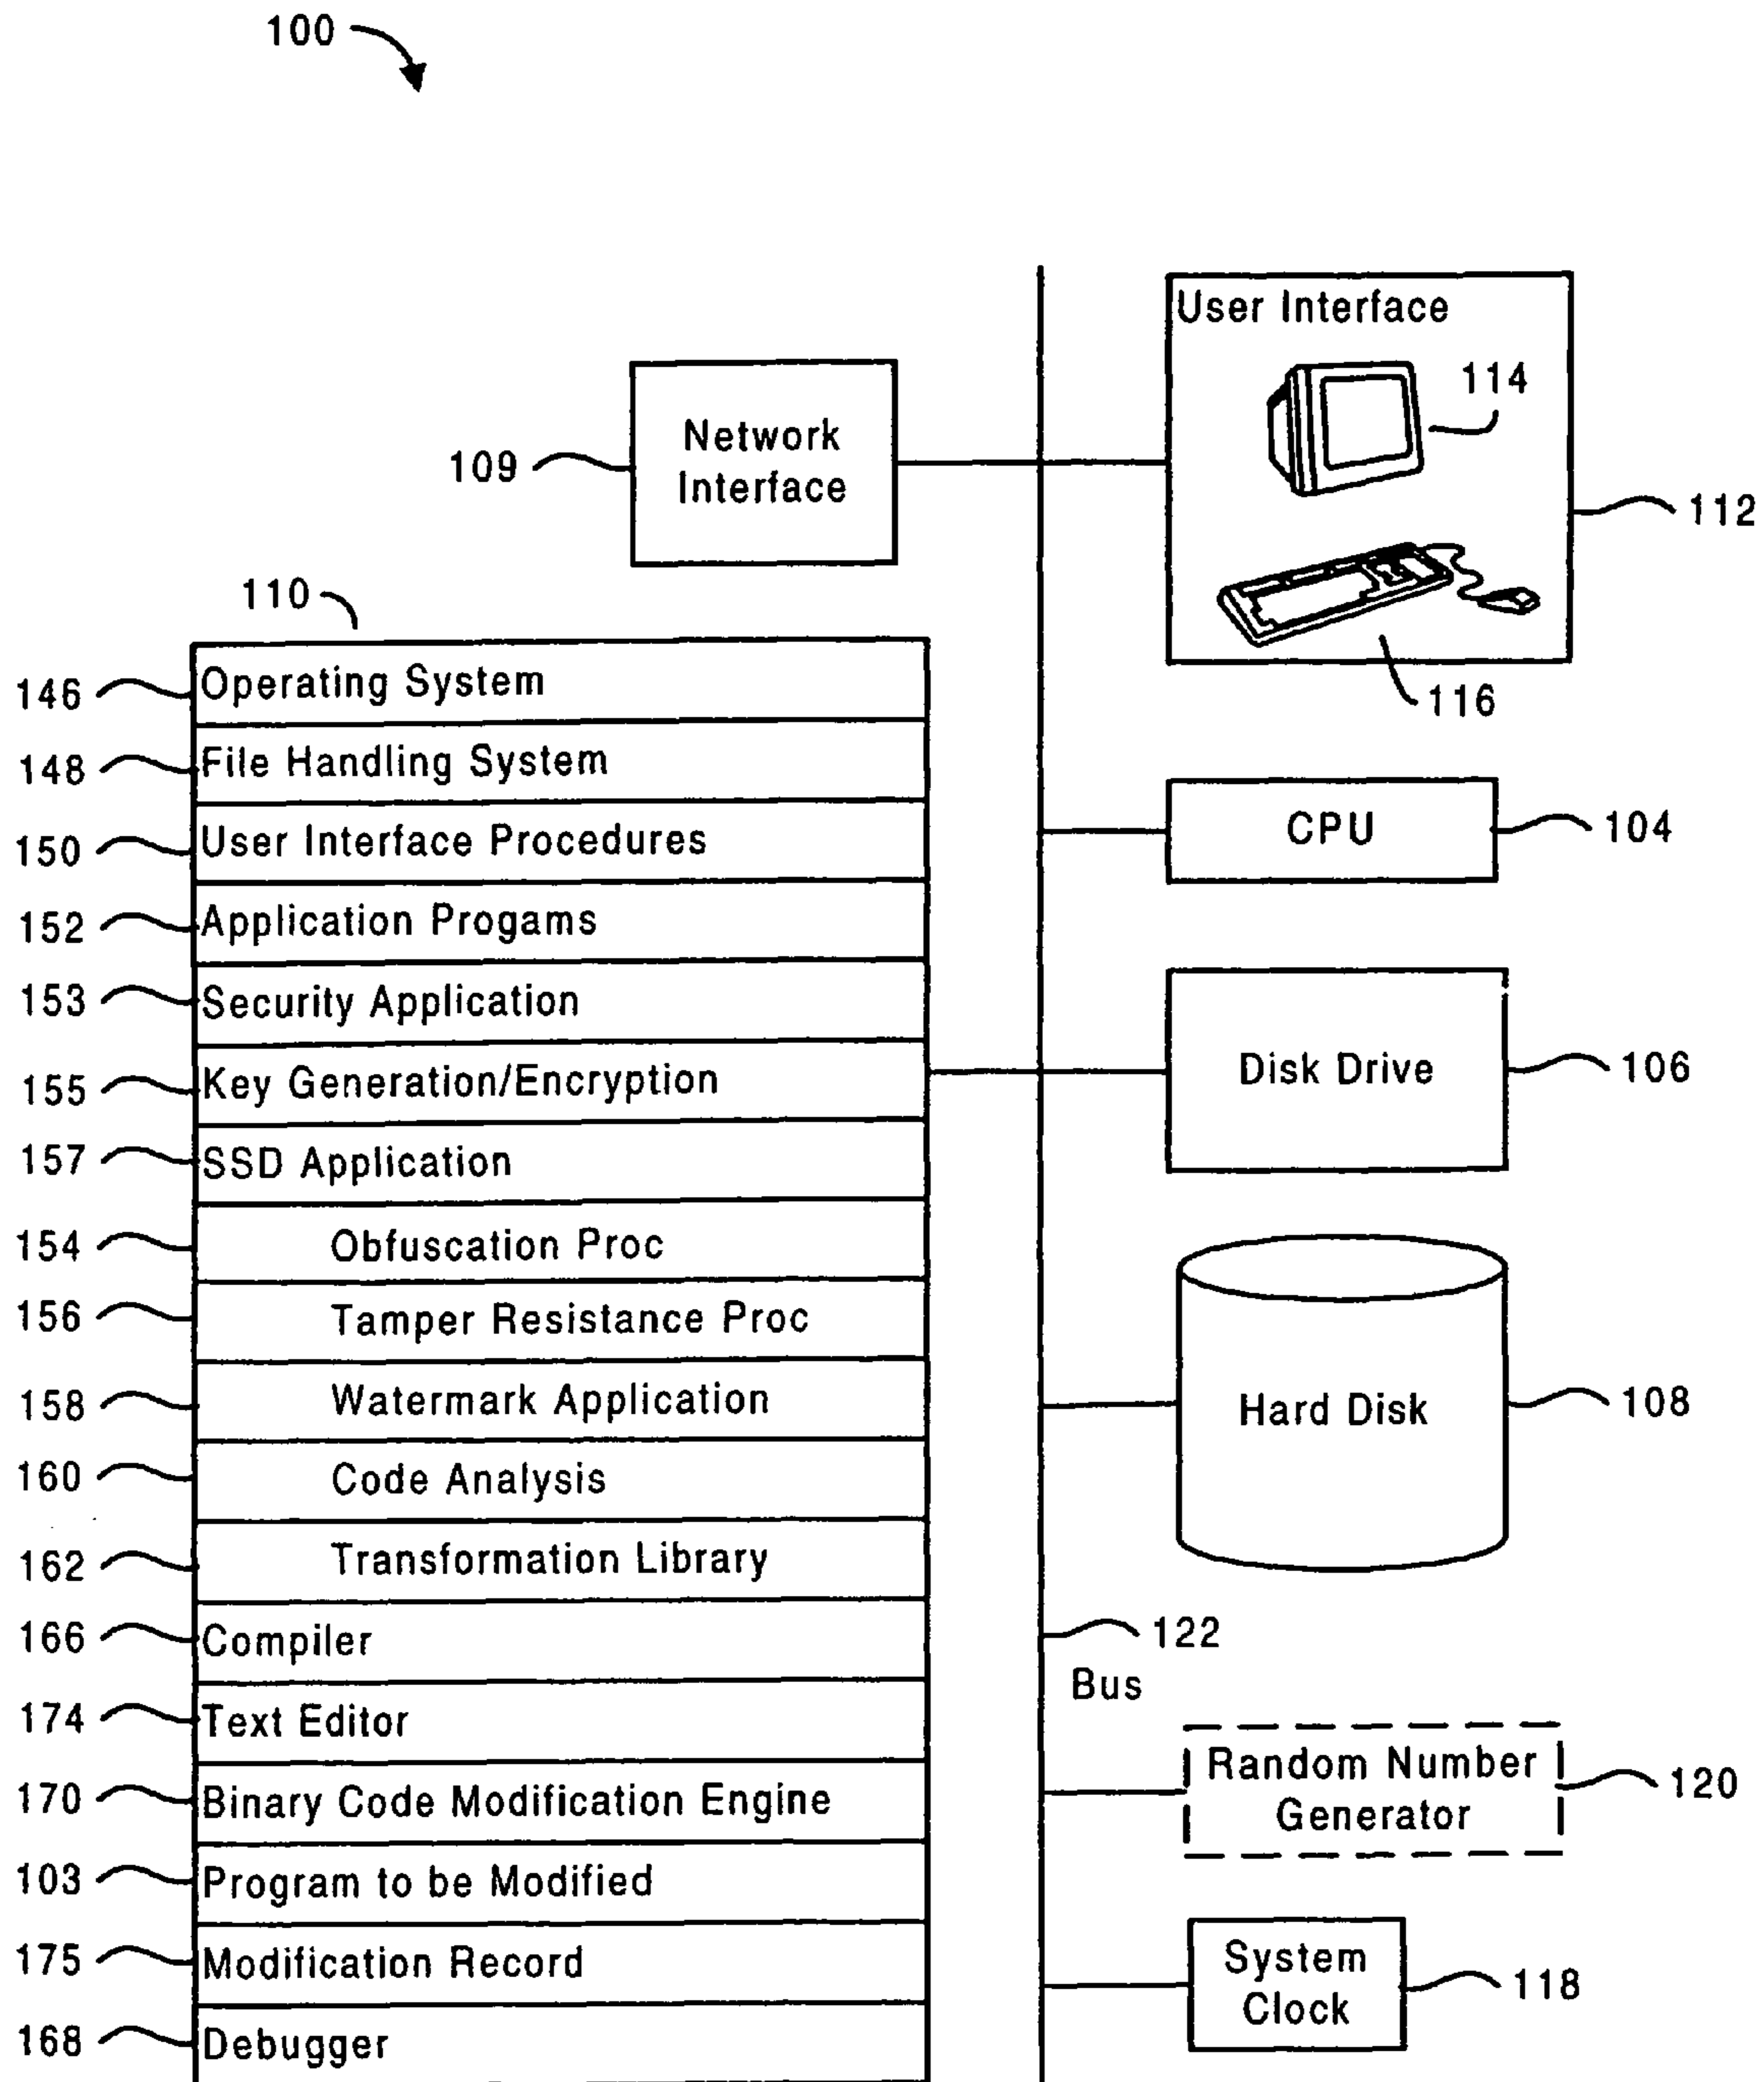 100
User Interface
114
Network
Interface
109
112
110
116
146 Operating System
148 File Handling System
150 User Interface Procedures
152 Application Progams
153 Security Application
155 Key Generation/Encryption
157 SSD Application
154 Obfuscation Proc
156 Tamper Resistance Proc
158 Watermark Application
160 Code Analysis
162 Transformation Library
166 Compiler
174 Text Editor
170 Binary Code Modification Engine
103 Program to be Modified
175 Modification Record
168 Debugger
CPU 104
Disk Drive 106
Hard Disk 108
122
Bus
Random Number
Generator
120
System
Clock
118